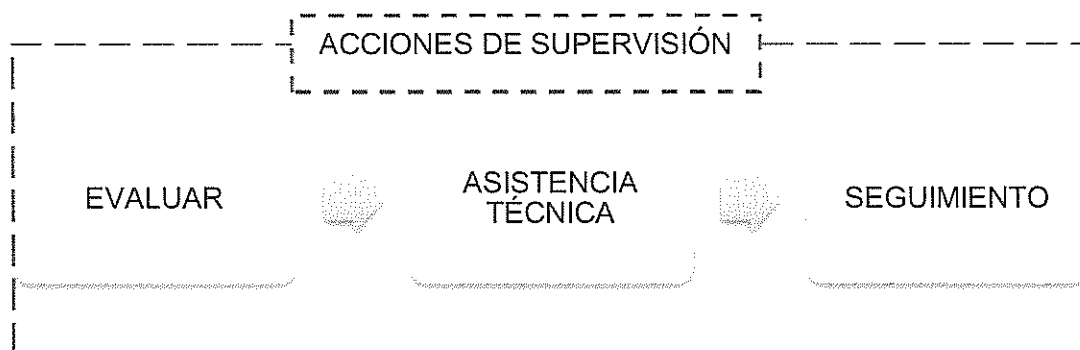 ACCIONES DE SUPERVISIÓN
EVALUAR
ASISTENCIA
TÉCNICA
SEGUIMIENTO